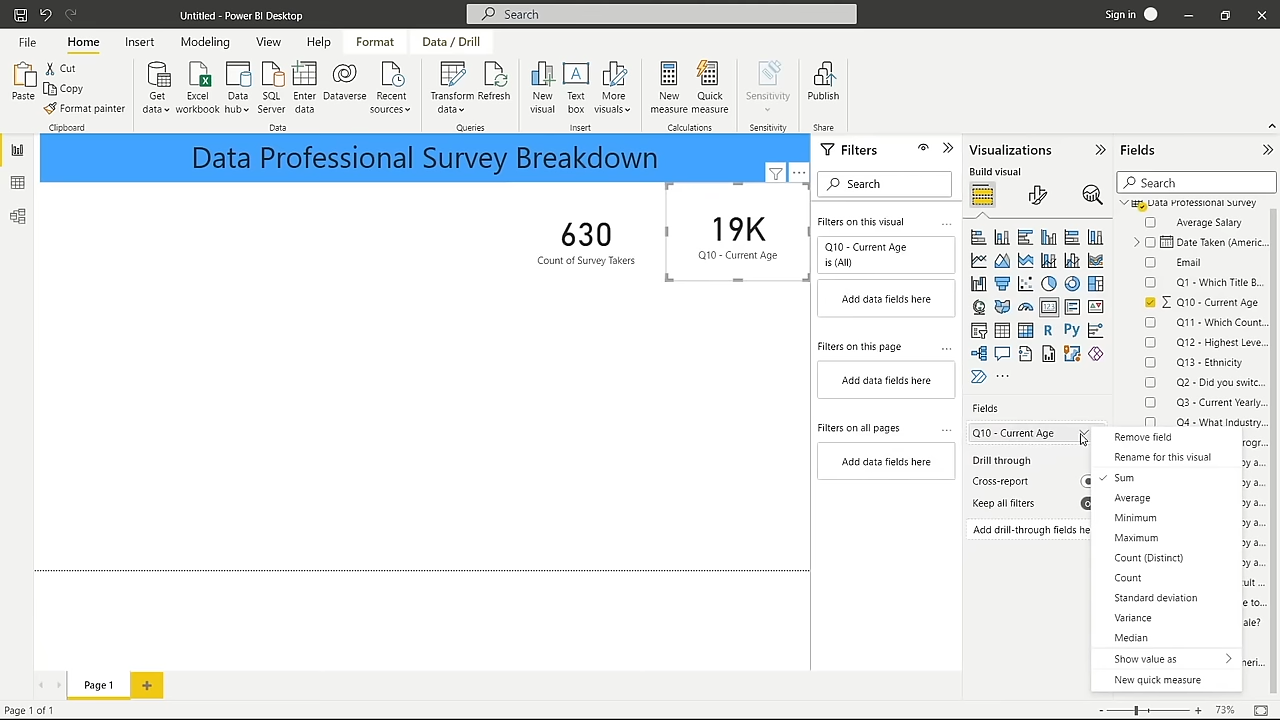 Untitled - Power BI Desktop
Search
Sign in
File
Home
Insert
Modeling
View
Help
Format
Data / Drill
Paste
Cut
Copy
Format painter
Clipboard
Get data
Excel workbook
Data hub
SQL Server
Enter data
Dataverse
Recent sources
Data
Transform data
Refresh
Queries
New visual
Text box
More visuals
Insert
New measure
Quick measure
Calculations
Sensitivity
Sensitivity
Publish
Share
Data Professional Survey Breakdown
630
Count of Survey Takers
19K
Q10 - Current Age
Filters
Search
Filters on this visual
...
Q10 - Current Age
is (All)
Add data fields here
Filters on this page
...
Add data fields here
Filters on all pages
...
Add data fields here
Visualizations
Build visual
R
Py
...
Fields
Q10 - Current Age
Drill through
Cross-report
Keep all filters
Add drill-through fields he
Remove field
Rename for this visual
Sum
Average
Minimum
Maximum
Count (Distinct)
Count
Standard deviation
Variance
Median
Show value as
New quick measure
Fields
Search
Data Professional Survey
Average Salary
Date Taken (Americ...
Email
Q1 - Which Title B...
Q10 - Current Age
Q11 - Which Count...
Q12 - Highest Leve...
Q13 - Ethnicity
Q2 - Did you switc...
Q3 - Current Yearly...
Q4 - What Industry
Page 1
Page 1 of 1
73%